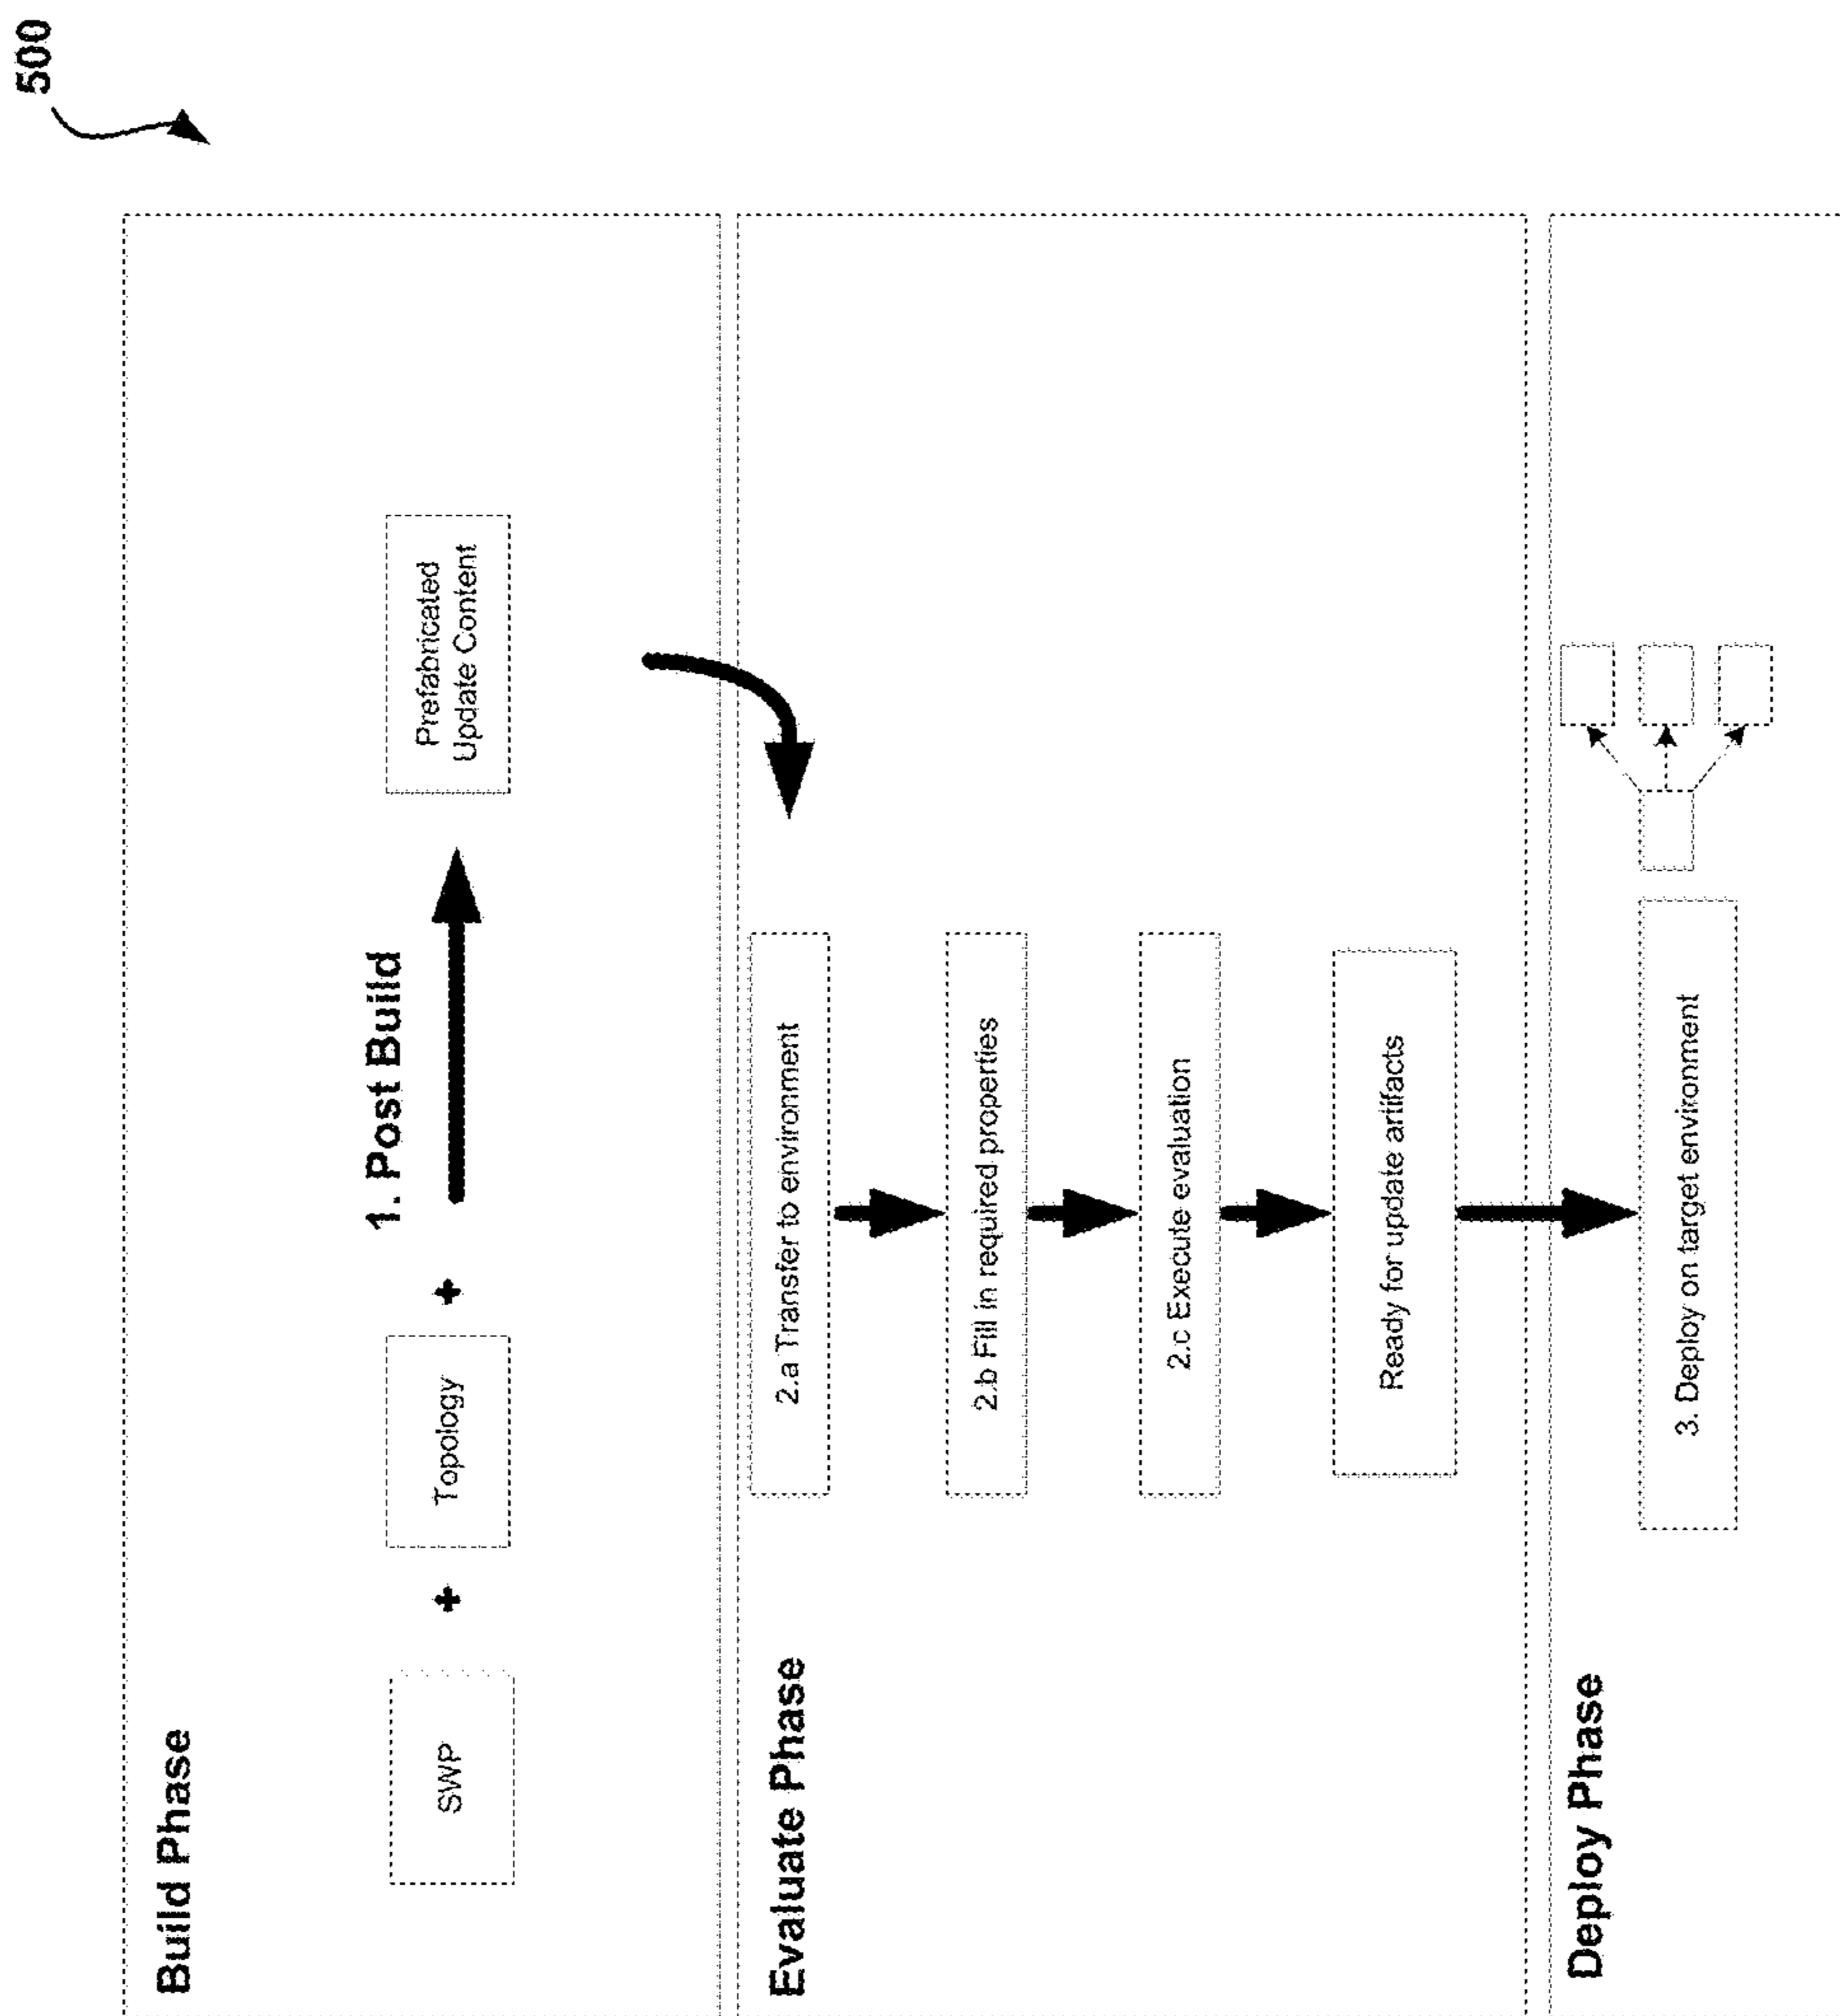 500
Build Phase
SWP
+
Topology
+
1. Post Build
Prefabricated
Update Content
Evaluate Phase
2.a Transfer to environment
2.b Fill in required properties
2.c Execute evaluation
Ready for update artifacts
Deploy Phase
3. Deploy on target environment